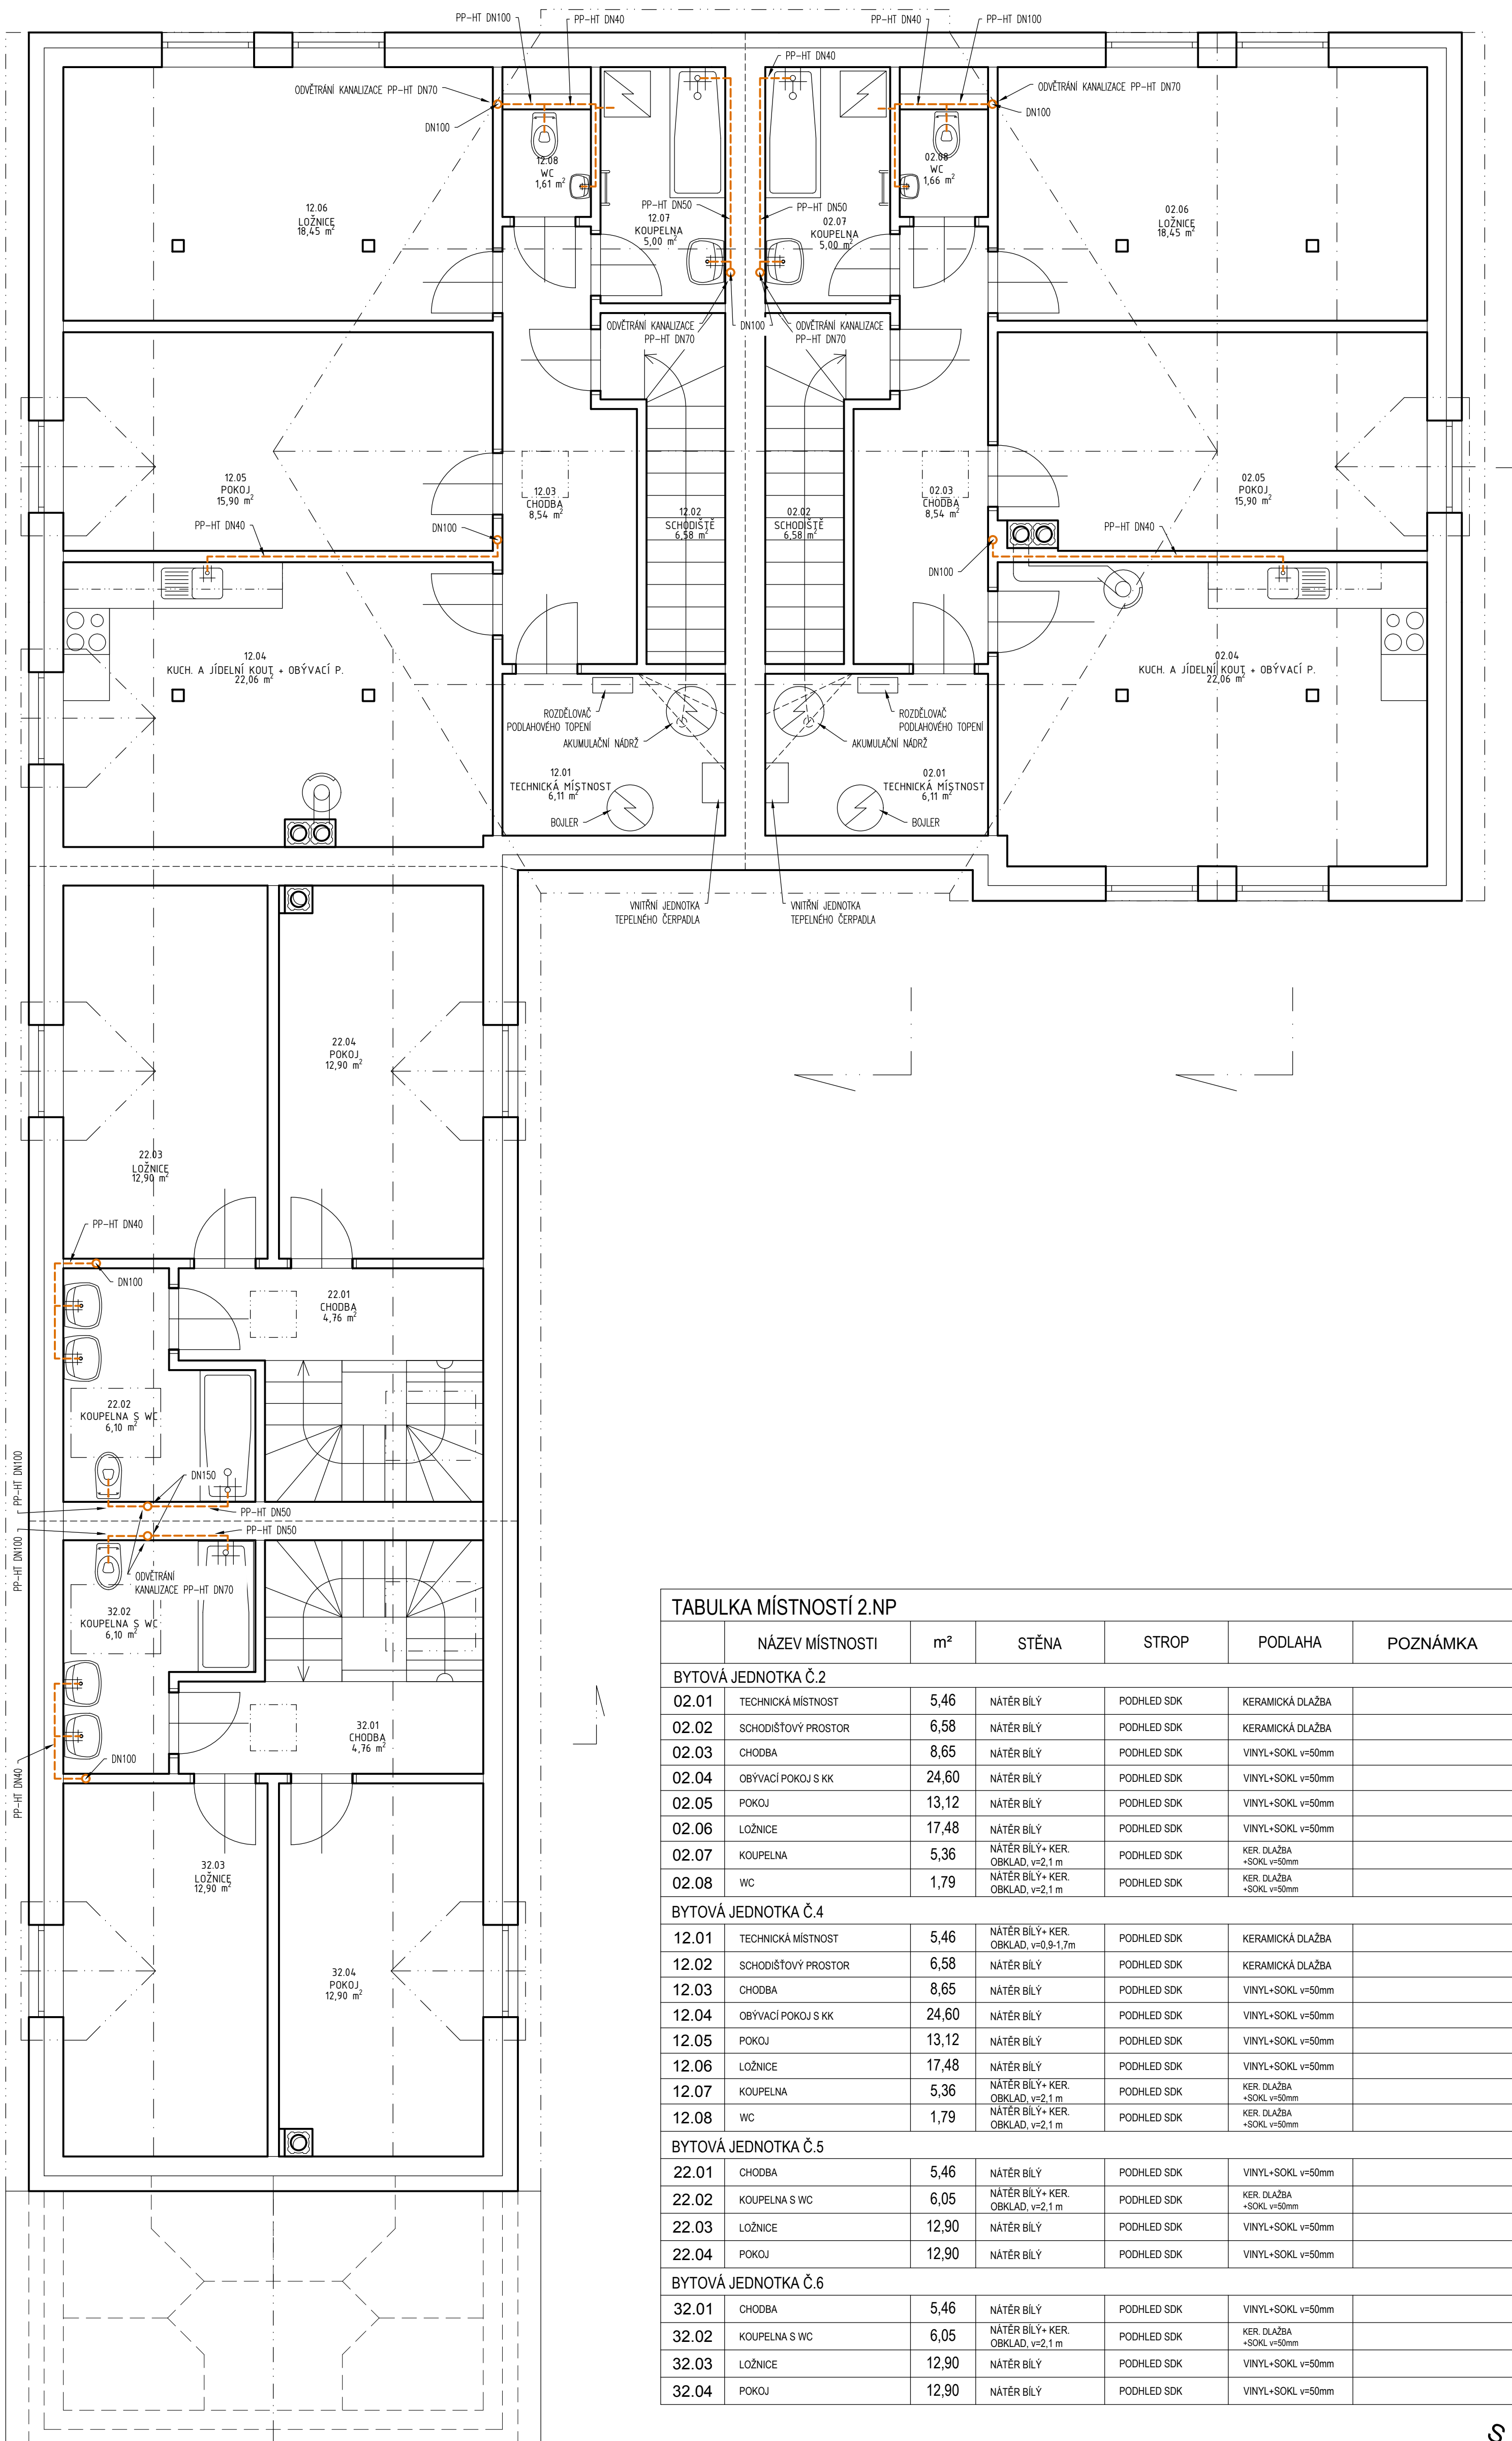 PP-HT DN100
PP-HT DN40
PP-HT DN40
PP-HT DN100
PP-HT DN40
ODVĚTRÁNÍ KANALIZACE PP-HT DN70
DN100
ODVĚTRÁNÍ KANALIZACE PP-HT DN70
DN100
12.08
WC
1,61 m²
02.08
WC
1,66 m²
12.06
LOŽNICE
18,45 m²
PP-HT DN50
12.07
KOUPELNA
5,00 m²
PP-HT DN50
02.07
KOUPELNA
5,00 m²
02.06
LOŽNICE
18,45 m²
ODVĚTRÁNÍ KANALIZACE
PP-HT DN70
DN100
ODVĚTRÁNÍ KANALIZACE
PP-HT DN70
12.05
POKOJ
15,90 m²
12.03
CHODBA
8,54 m²
12.02
SCHODIŠTĚ
6,58 m²
02.02
SCHODIŠTĚ
6,58 m²
02.03
CHODBA
8,54 m²
02.05
POKOJ
15,90 m²
PP-HT DN40
DN100
PP-HT DN40
DN100
12.04
KUCH. A JÍDELNÍ KOUT + OBÝVACÍ P.
22,06 m²
02.04
KUCH. A JÍDELNÍ KOUT + OBÝVACÍ P.
22,06 m²
ROZDĚLOVAČ
PODLAHOVÉHO TOPENÍ
AKUMULAČNÍ NÁDRŽ
ROZDĚLOVAČ
PODLAHOVÉHO TOPENÍ
AKUMULAČNÍ NÁDRŽ
12.01
TECHNICKÁ MÍSTNOST
6,11 m²
02.01
TECHNICKÁ MÍSTNOST
6,11 m²
BOJLER
BOJLER
VNITŘNÍ JEDNOTKA
TEPELNÉHO ČERPADLA
VNITŘNÍ JEDNOTKA
TEPELNÉHO ČERPADLA
22.04
POKOJ
12,90 m²
22.03
LOŽNICE
12,90 m²
PP-HT DN40
DN100
22.01
CHODBA
4,76 m²
22.02
KOUPELNA S WC
6,10 m²
PP-HT DN100
DN150
PP-HT DN50
PP-HT DN50
PP-HT DN100
ODVĚTRÁNÍ
KANALIZACE PP-HT DN70
32.02
KOUPELNA S WC
6,10 m²
32.01
CHODBA
4,76 m²
DN100
PP-HT DN40
32.03
LOŽNICE
12,90 m²
32.04
POKOJ
12,90 m²
TABULKA MÍSTNOSTÍ 2.NP
NÁZEV MÍSTNOSTI m² STĚNA STROP PODLAHA POZNÁMKA
BYTOVÁ JEDNOTKA Č.2
02.01 TECHNICKÁ MÍSTNOST 5,46 NÁTĚR BÍLÝ PODHLED SDK KERAMICKÁ DLAŽBA
02.02 SCHODIŠŤOVÝ PROSTOR 6,58 NÁTĚR BÍLÝ PODHLED SDK KERAMICKÁ DLAŽBA
02.03 CHODBA 8,65 NÁTĚR BÍLÝ PODHLED SDK VINYL+SOKL v=50mm
02.04 OBÝVACÍ POKOJ S KK 24,60 NÁTĚR BÍLÝ PODHLED SDK VINYL+SOKL v=50mm
02.05 POKOJ 13,12 NÁTĚR BÍLÝ PODHLED SDK VINYL+SOKL v=50mm
02.06 LOŽNICE 17,48 NÁTĚR BÍLÝ PODHLED SDK VINYL+SOKL v=50mm
02.07 KOUPELNA 5,36 NÁTĚR BÍLÝ+ KER. OBKLAD, v=2,1 m PODHLED SDK KER. DLAŽBA +SOKL v=50mm
02.08 WC 1,79 NÁTĚR BÍLÝ+ KER. OBKLAD, v=2,1 m PODHLED SDK KER. DLAŽBA +SOKL v=50mm
BYTOVÁ JEDNOTKA Č.4
12.01 TECHNICKÁ MÍSTNOST 5,46 NÁTĚR BÍLÝ+ KER. OBKLAD, v=0,9-1,7m PODHLED SDK KERAMICKÁ DLAŽBA
12.02 SCHODIŠŤOVÝ PROSTOR 6,58 NÁTĚR BÍLÝ PODHLED SDK KERAMICKÁ DLAŽBA
12.03 CHODBA 8,65 NÁTĚR BÍLÝ PODHLED SDK VINYL+SOKL v=50mm
12.04 OBÝVACÍ POKOJ S KK 24,60 NÁTĚR BÍLÝ PODHLED SDK VINYL+SOKL v=50mm
12.05 POKOJ 13,12 NÁTĚR BÍLÝ PODHLED SDK VINYL+SOKL v=50mm
12.06 LOŽNICE 17,48 NÁTĚR BÍLÝ PODHLED SDK VINYL+SOKL v=50mm
12.07 KOUPELNA 5,36 NÁTĚR BÍLÝ+ KER. OBKLAD, v=2,1 m PODHLED SDK KER. DLAŽBA +SOKL v=50mm
12.08 WC 1,79 NÁTĚR BÍLÝ+ KER. OBKLAD, v=2,1 m PODHLED SDK KER. DLAŽBA +SOKL v=50mm
BYTOVÁ JEDNOTKA Č.5
22.01 CHODBA 5,46 NÁTĚR BÍLÝ PODHLED SDK VINYL+SOKL v=50mm
22.02 KOUPELNA S WC 6,05 NÁTĚR BÍLÝ+ KER. OBKLAD, v=2,1 m PODHLED SDK KER. DLAŽBA +SOKL v=50mm
22.03 LOŽNICE 12,90 NÁTĚR BÍLÝ PODHLED SDK VINYL+SOKL v=50mm
22.04 POKOJ 12,90 NÁTĚR BÍLÝ PODHLED SDK VINYL+SOKL v=50mm
BYTOVÁ JEDNOTKA Č.6
32.01 CHODBA 5,46 NÁTĚR BÍLÝ PODHLED SDK VINYL+SOKL v=50mm
32.02 KOUPELNA S WC 6,05 NÁTĚR BÍLÝ+ KER. OBKLAD, v=2,1 m PODHLED SDK KER. DLAŽBA +SOKL v=50mm
32.03 LOŽNICE 12,90 NÁTĚR BÍLÝ PODHLED SDK VINYL+SOKL v=50mm
32.04 POKOJ 12,90 NÁTĚR BÍLÝ PODHLED SDK VINYL+SOKL v=50mm
S